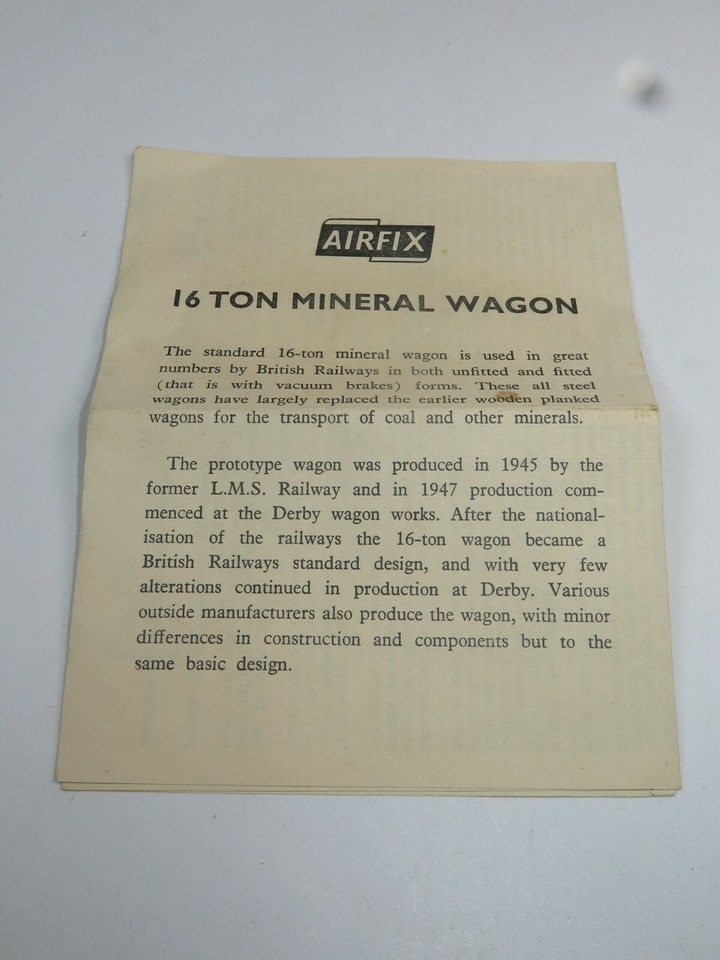 AIRFIX
16 TON MINERAL WAGON
The standard 16-ton mineral wagon is used in great
numbers by British Railways in both unfitted and fitted
(that is with vacuum brakes) forms. These all steel
wagons have largely replaced the earlier wooden planked
wagons for the transport of coal and other minerals.
The prototype wagon was produced in 1945 by the
former L.M.S. Railway and in 1947 production com-
menced at the Derby wagon works. After the national-
isation of the railways the 16-ton wagon became a
British Railways standard design, and with very few
alterations continued in production at Derby. Various
outside manufacturers also produce the wagon, with minor
differences in construction and components but to the
same basic design.